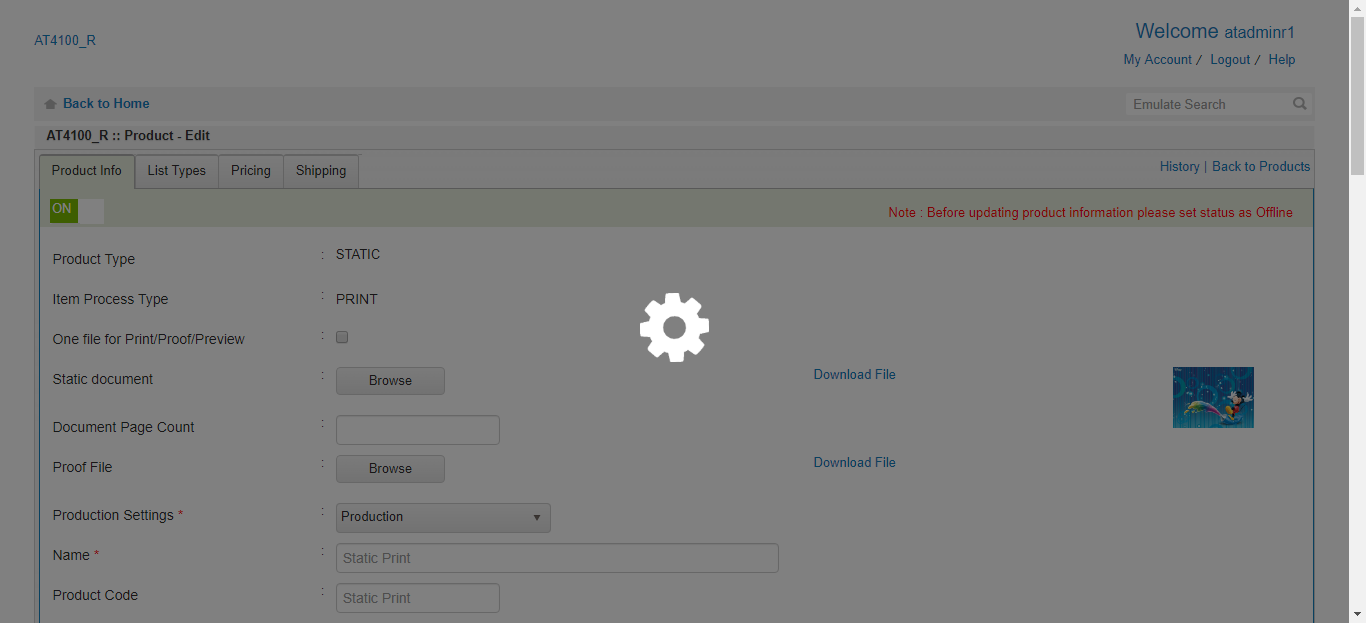 AT4100_R
Welcome atadminr1
My Account / Logout / Help
Back to Home
Emulate Search
AT4100_R :: Product - Edit
Product Info List Types Pricing Shipping
History | Back to Products
ON
Note : Before updating product information please set status as Offline
Product Type : STATIC
Item Process Type : PRINT
One file for Print/Proof/Preview :
Static document : Browse Download File
Document Page Count :
Proof File : Browse Download File
Production Settings * : Production
Name * : Static Print
Product Code : Static Print